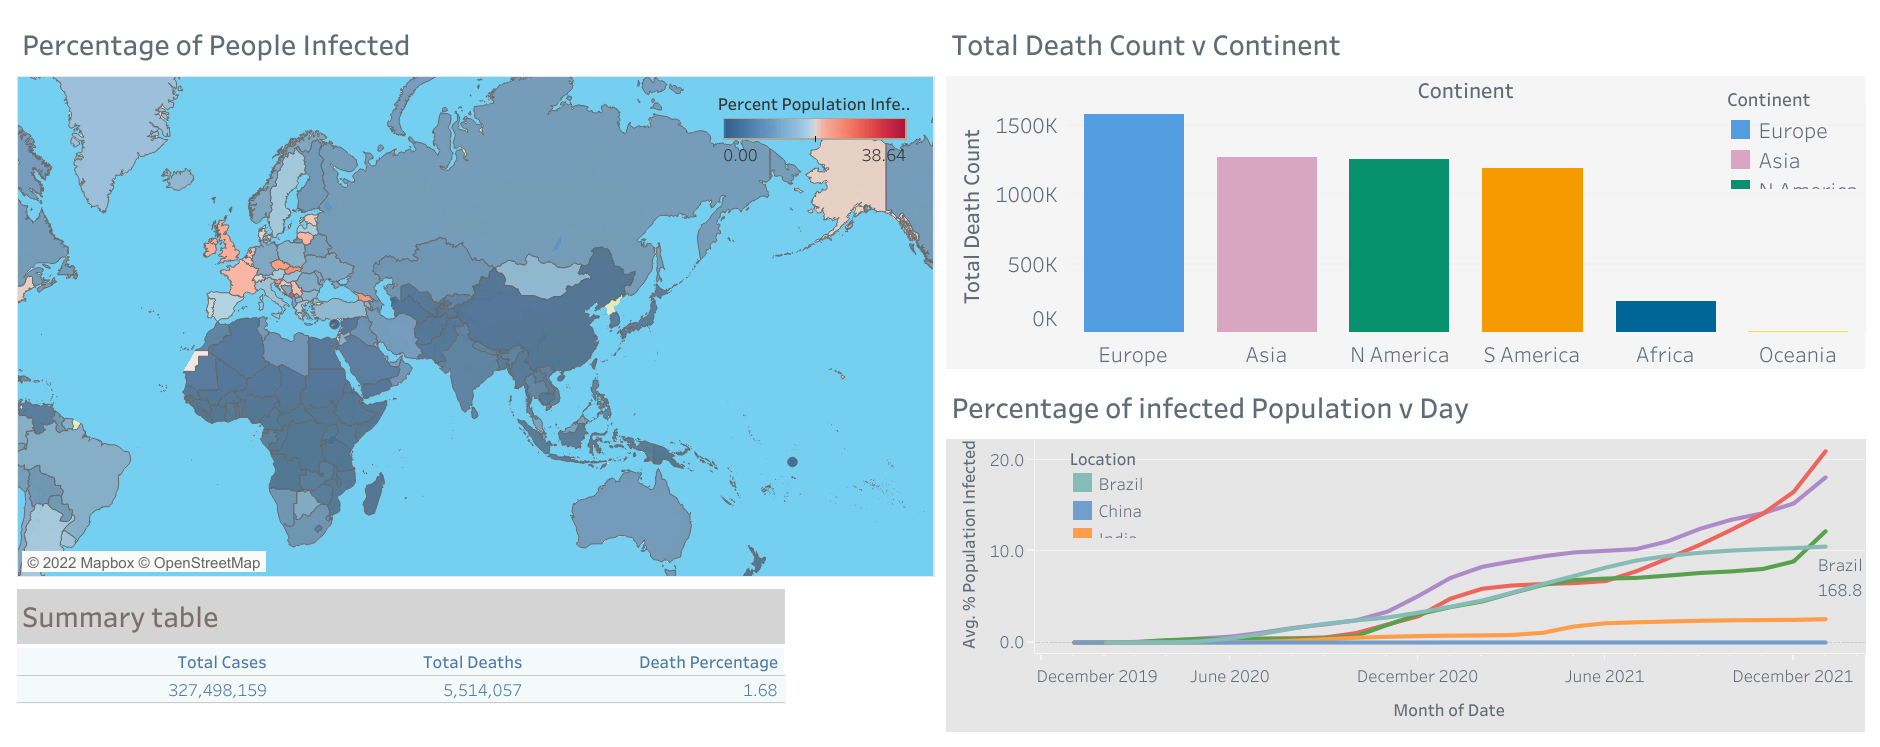 Percentage of People Infected
Percent Population Infe..
0.00
38.64
© 2022 Mapbox © OpenStreetMap
Summary table
Total Cases Total Deaths Death Percentage
327,498,159 5,514,057 1.68
Total Death Count v Continent
Continent
Continent
Europe
Asia
N America
Total Death Count
1500K
1000K
500K
0K
Europe Asia N America S America Africa Oceania
Percentage of infected Population v Day
Avg. % Population Infected
20.0
10.0
0.0
Location
Brazil
China
India
Brazil
168.8
December 2019 June 2020 December 2020 June 2021 December 2021
Month of Date